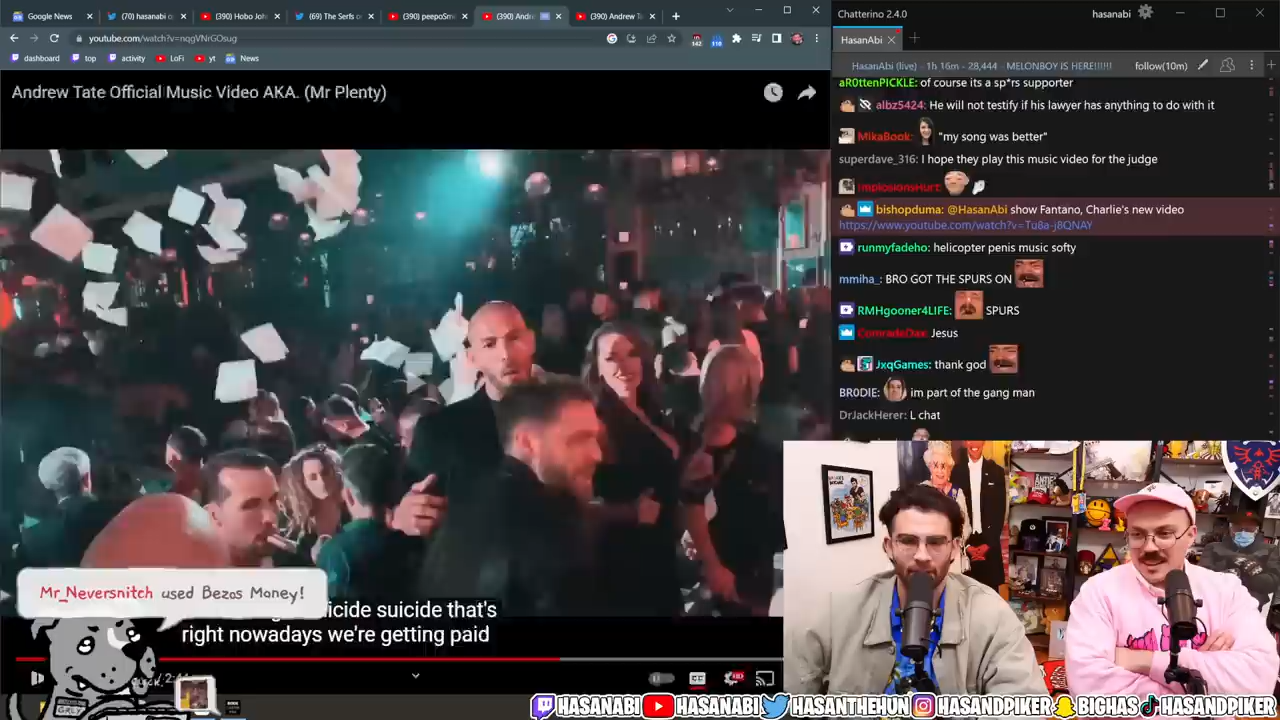 Google News
(70) hasanabi o
(390) Hobo Joh
(69) The Serfs o
(390) peepoSm
(390) Andre
(390) Andrew Ta
youtube.com/watch?v=nqgVNrGOsug
142
116
dashboard
top
activity
LoFi
yt
News
Andrew Tate Official Music Video AKA. (Mr Plenty)
Chatterino 2.4.0
hasanabi
HasanAbi
HasanAbi (live) - 1h 16m - 28,444 - MELONBOY IS HERE!!!!!!
follow(10m)
aR0ttenPICKLE: of course its a sp*rs supporter
albz5424: He will not testify if his lawyer has anything to do with it
MikaBook: "my song was better"
superdave_316: I hope they play this music video for the judge
ImplosionsHurt:
bishopduma: @HasanAbi show Fantano, Charlie's new video
https://www.youtube.com/watch?v=Tu8a-j8QNAY
runmyfadeho: helicopter penis music softy
mmiha_: BRO GOT THE SPURS ON
RMHgooner4LIFE: SPURS
ComradeDax: Jesus
JxqGames: thank god
BR0DIE: im part of the gang man
DrJackHerer: L chat
Mr_Neversnitch used Bezos Money!
icide suicide that's
right nowadays we're getting paid
HASANABI
HASANABI
HASANTHEHUN
HASANDPIKER
BIGHAS
HASANDPIKER